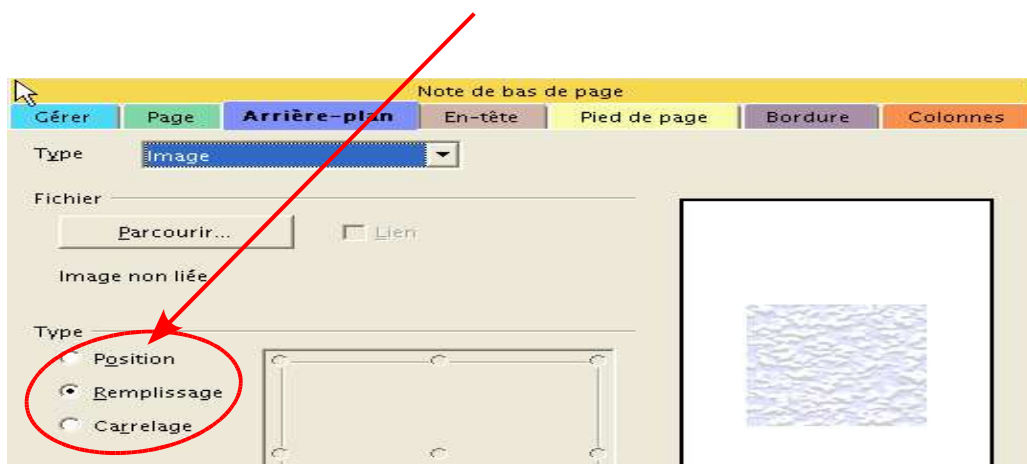 Note de bas de page
Gérer Page Arrière-plan En-tête Pied de page Bordure Colonnes
Type Image
Fichier
Parcourir... Lien
Image non liée
Type
Position
Remplissage
Carrelage